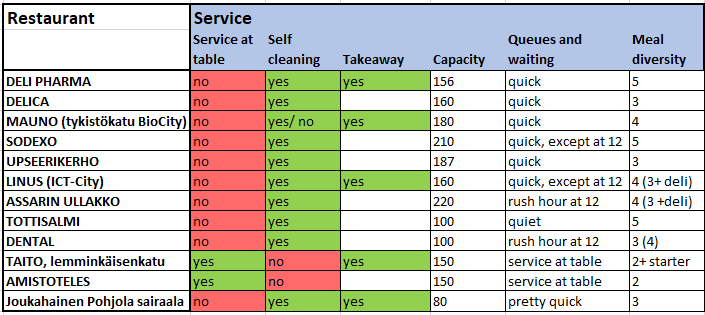 Restaurant Service
Service at table Self cleaning Takeaway Capacity Queues and waiting Meal diversity
DELI PHARMA no yes yes 156 quick 5
DELICA no yes 160 quick 3
MAUNO (tykistökatu BioCity) no yes/ no yes 180 quick 4
SODEXO no yes 210 quick, except at 12 5
UPSEERIKERHO no yes 187 quick 3
LINUS (ICT-City) no yes yes 160 quick, except at 12 4 (3+ deli)
ASSARIN ULLAKKO no yes 220 rush hour at 12 4 (3 +deli)
TOTTISALMI no yes 100 quiet 5
DENTAL no yes 100 rush hour at 12 3 (4)
TAITO, lemminkäisenkatu yes no yes 150 service at table 2+ starter
AMISTOTELES yes no 150 service at table 2
Joukahainen Pohjola sairaala no yes yes 80 pretty quick 3